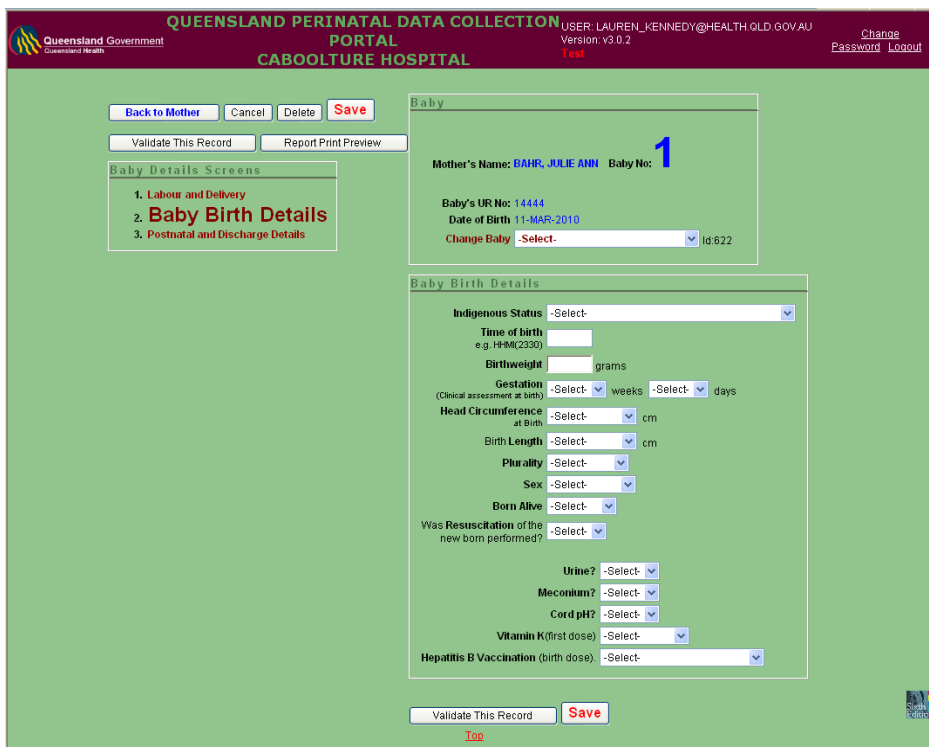 Queensland Government
Queensland Health
QUEENSLAND PERINATAL DATA COLLECTION
PORTAL
CABOOLTURE HOSPITAL
USER: LAUREN_KENNEDY@HEALTH.QLD.GOV.AU
Version: v3.0.2
Test
Change
Password Logout
Back to Mother Cancel Delete Save
Validate This Record Report Print Preview
Baby Details Screens
1. Labour and Delivery
2. Baby Birth Details
3. Postnatal and Discharge Details
Baby
Mother's Name: BAHR, JULIE ANN Baby No: 1
Baby's UR No: 14444
Date of Birth 11-MAR-2010
Change Baby -Select- Id:622
Baby Birth Details
Indigenous Status -Select-
Time of birth
e.g. HHMI(2330)
Birthweight grams
Gestation
(Clinical assessment at birth) -Select- weeks -Select- days
Head Circumference
at Birth -Select- cm
Birth Length -Select- cm
Plurality -Select-
Sex -Select-
Born Alive -Select-
Was Resuscitation of the
new born performed? -Select-
Urine? -Select-
Meconium? -Select-
Cord pH? -Select-
Vitamin K(first dose) -Select-
Hepatitis B Vaccination (birth dose). -Select-
Validate This Record Save
Top
Sixth
Edition